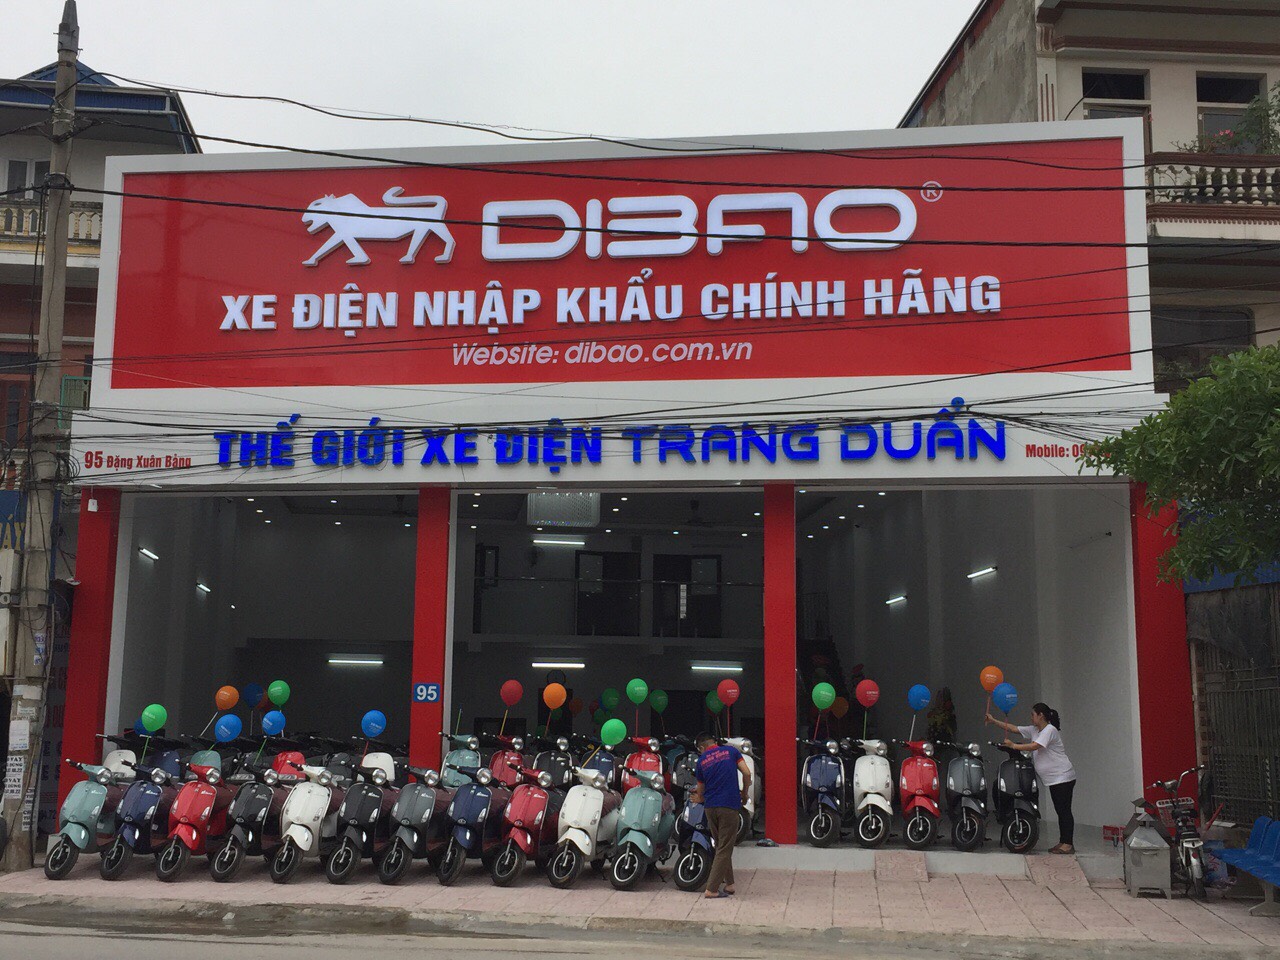 DIBAO®
XE ĐIỆN NHẬP KHẨU CHÍNH HÃNG
Website: dibao.com.vn
95 Đặng Xuân Bảng
THẾ GIỚI XE ĐIỆN TRANG DUẨN
Mobile: 09
95